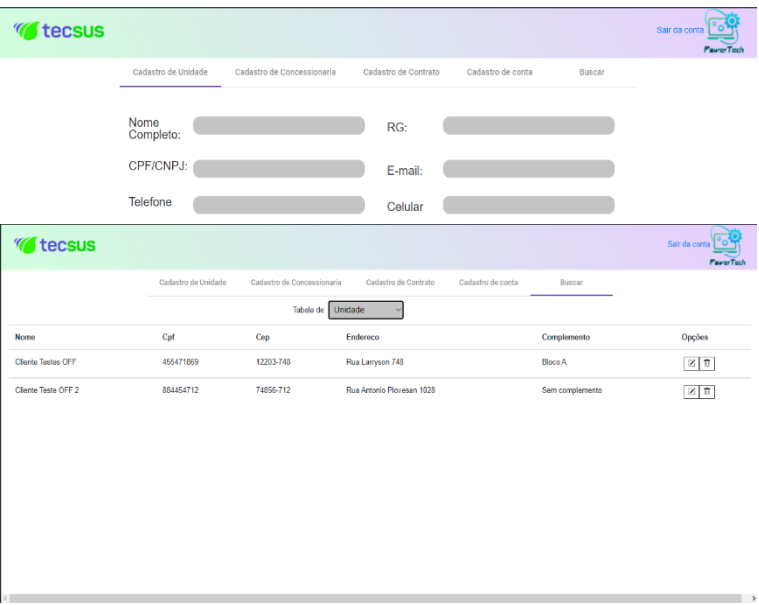 tecsus
Sair da conta
PowerTech
Cadastro de Unidade Cadastro de Concessionaria Cadastro de Contrato Cadastro de conta Buscar
Nome Completo: RG:
CPF/CNPJ: E-mail:
Telefone Celular
tecsus
Sair da conta
PowerTech
Cadastro de Unidade Cadastro de Concessionaria Cadastro de Contrato Cadastro de conta Buscar
Tabela de Unidade
Nome Cpf Cep Endereco Complemento Opções
Cliente Testes OFF 455471869 12203-748 Rua Larryson 748 Bloco A
Cliente Teste OFF 2 884454712 74856-712 Rua Antonio Plovesan 1028 Sem complemento